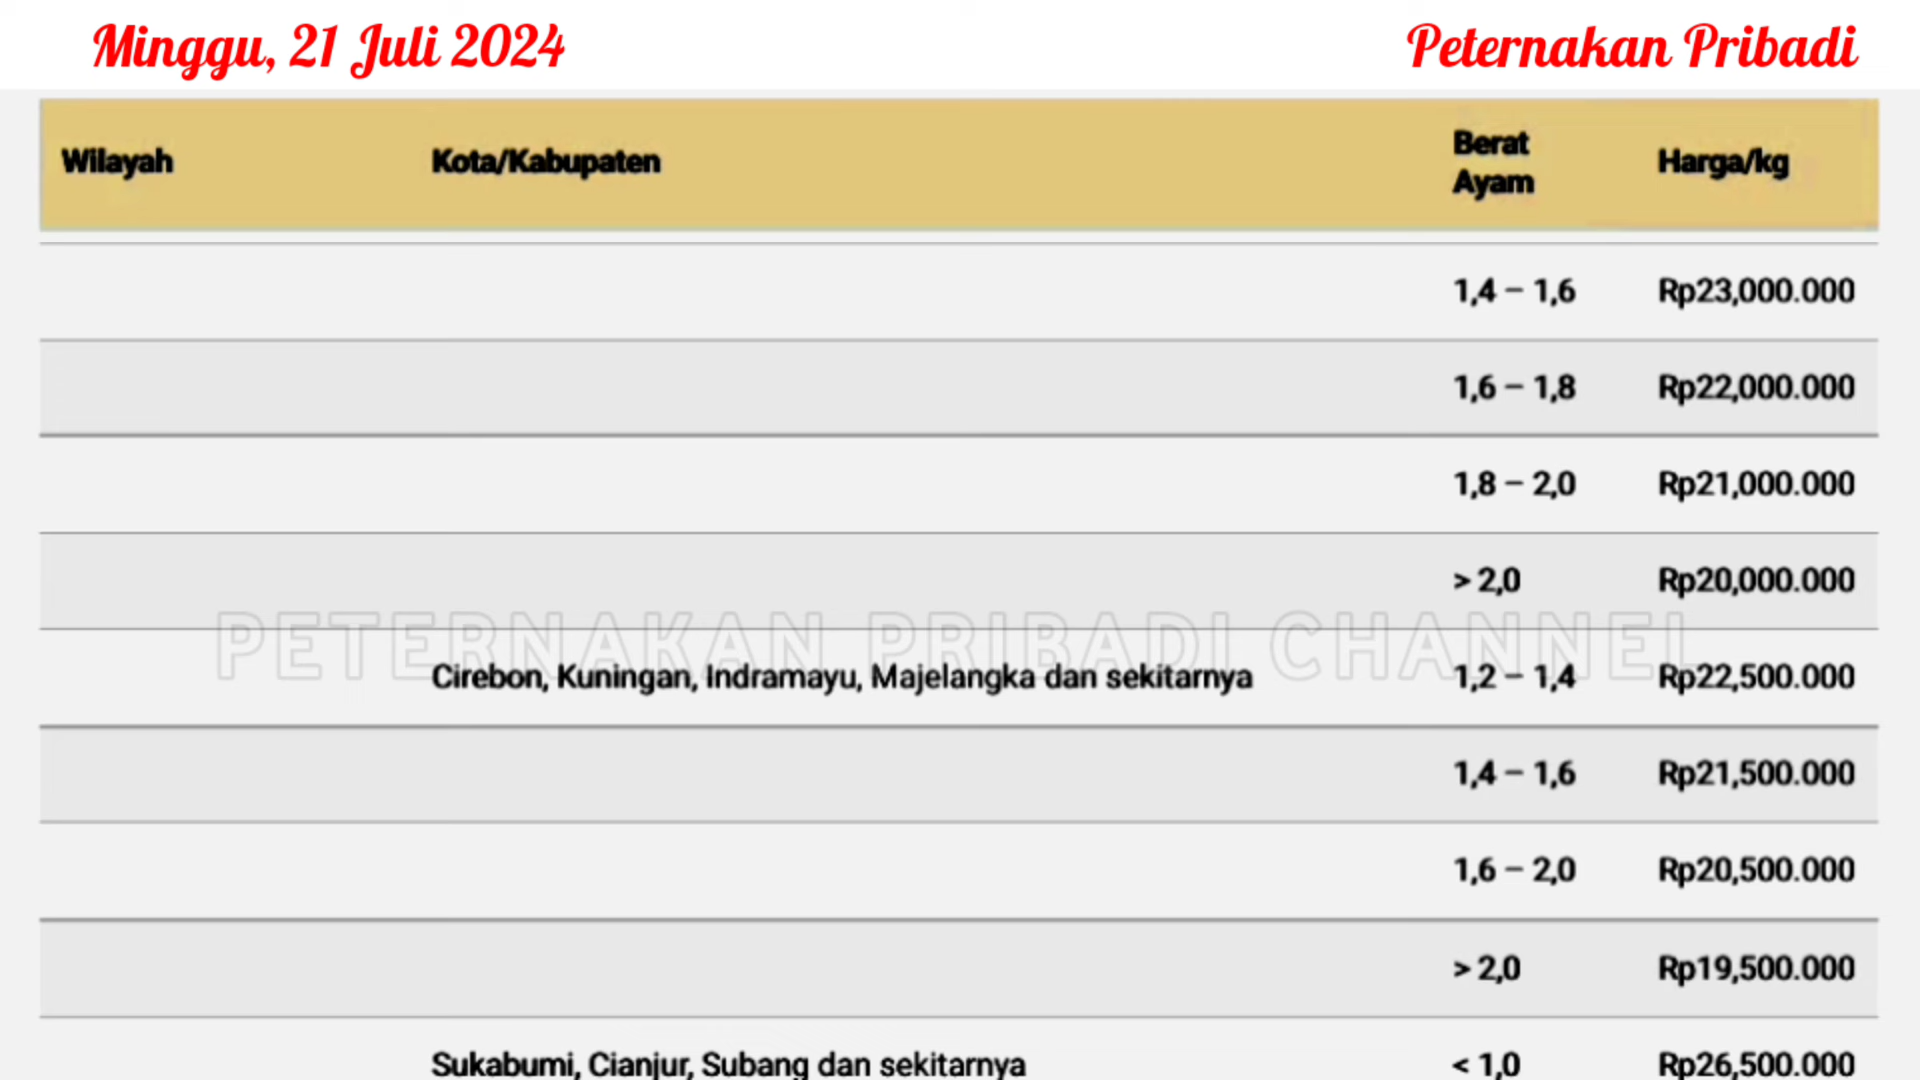 Minggu, 21 Juli 2024 Peternakan Pribadi
Wilayah Kota/Kabupaten Berat Ayam Harga/kg
1,4 – 1,6 Rp23,000.000
1,6 – 1,8 Rp22,000.000
1,8 – 2,0 Rp21,000.000
> 2,0 Rp20,000.000
PETERNAKAN PRIBADI CHANNEL
Cirebon, Kuningan, Indramayu, Majelangka dan sekitarnya 1,2 – 1,4 Rp22,500.000
1,4 – 1,6 Rp21,500.000
1,6 – 2,0 Rp20,500.000
> 2,0 Rp19,500.000
Sukabumi, Cianjur, Subang dan sekitarnya < 1,0 Rp26,500.000